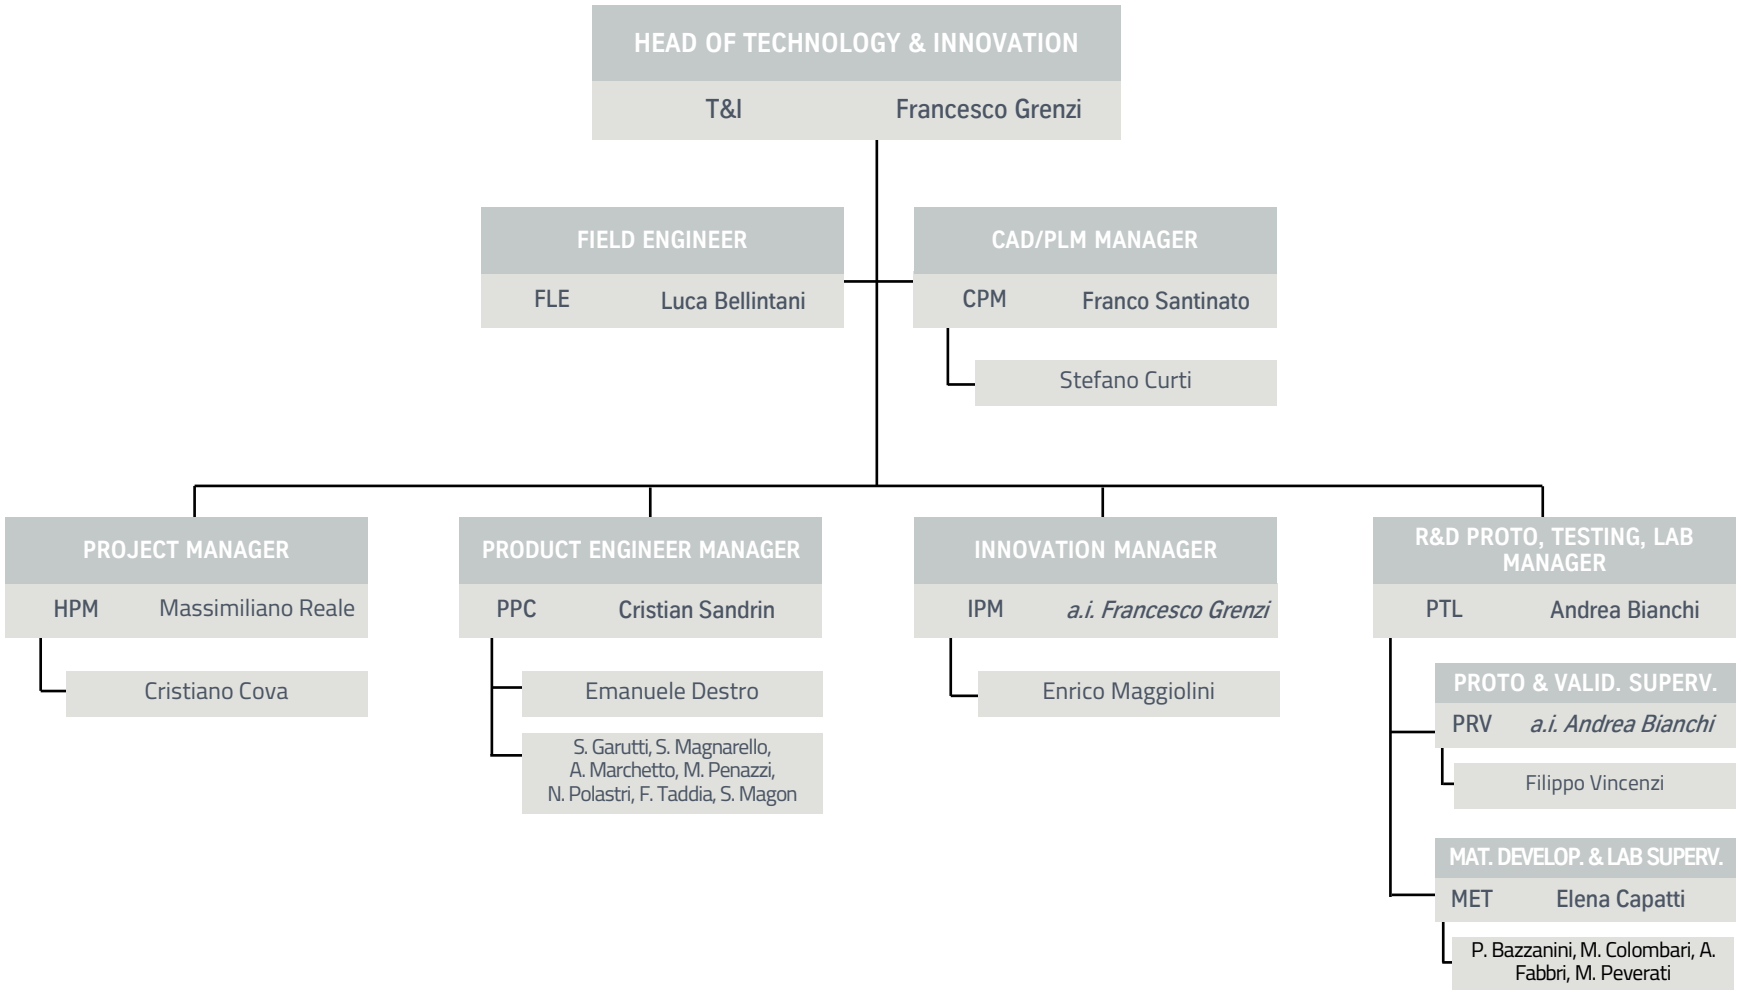 HEAD OF TECHNOLOGY & INNOVATION
T&I Francesco Grenzi
FIELD ENGINEER
FLE Luca Bellintani
CAD/PLM MANAGER
CPM Franco Santinato
Stefano Curti
PROJECT MANAGER
HPM Massimiliano Reale
Cristiano Cova
PRODUCT ENGINEER MANAGER
PPC Cristian Sandrin
Emanuele Destro
S. Garutti, S. Magnarello,
A. Marchetto, M. Penazzi,
N. Polastri, F. Taddia, S. Magon
INNOVATION MANAGER
IPM a.i. Francesco Grenzi
Enrico Maggiolini
R&D PROTO, TESTING, LAB
MANAGER
PTL Andrea Bianchi
PROTO & VALID. SUPERV.
PRV a.i. Andrea Bianchi
Filippo Vincenzi
MAT. DEVELOP. & LAB SUPERV.
MET Elena Capatti
P. Bazzanini, M. Colombari, A.
Fabbri, M. Peverati